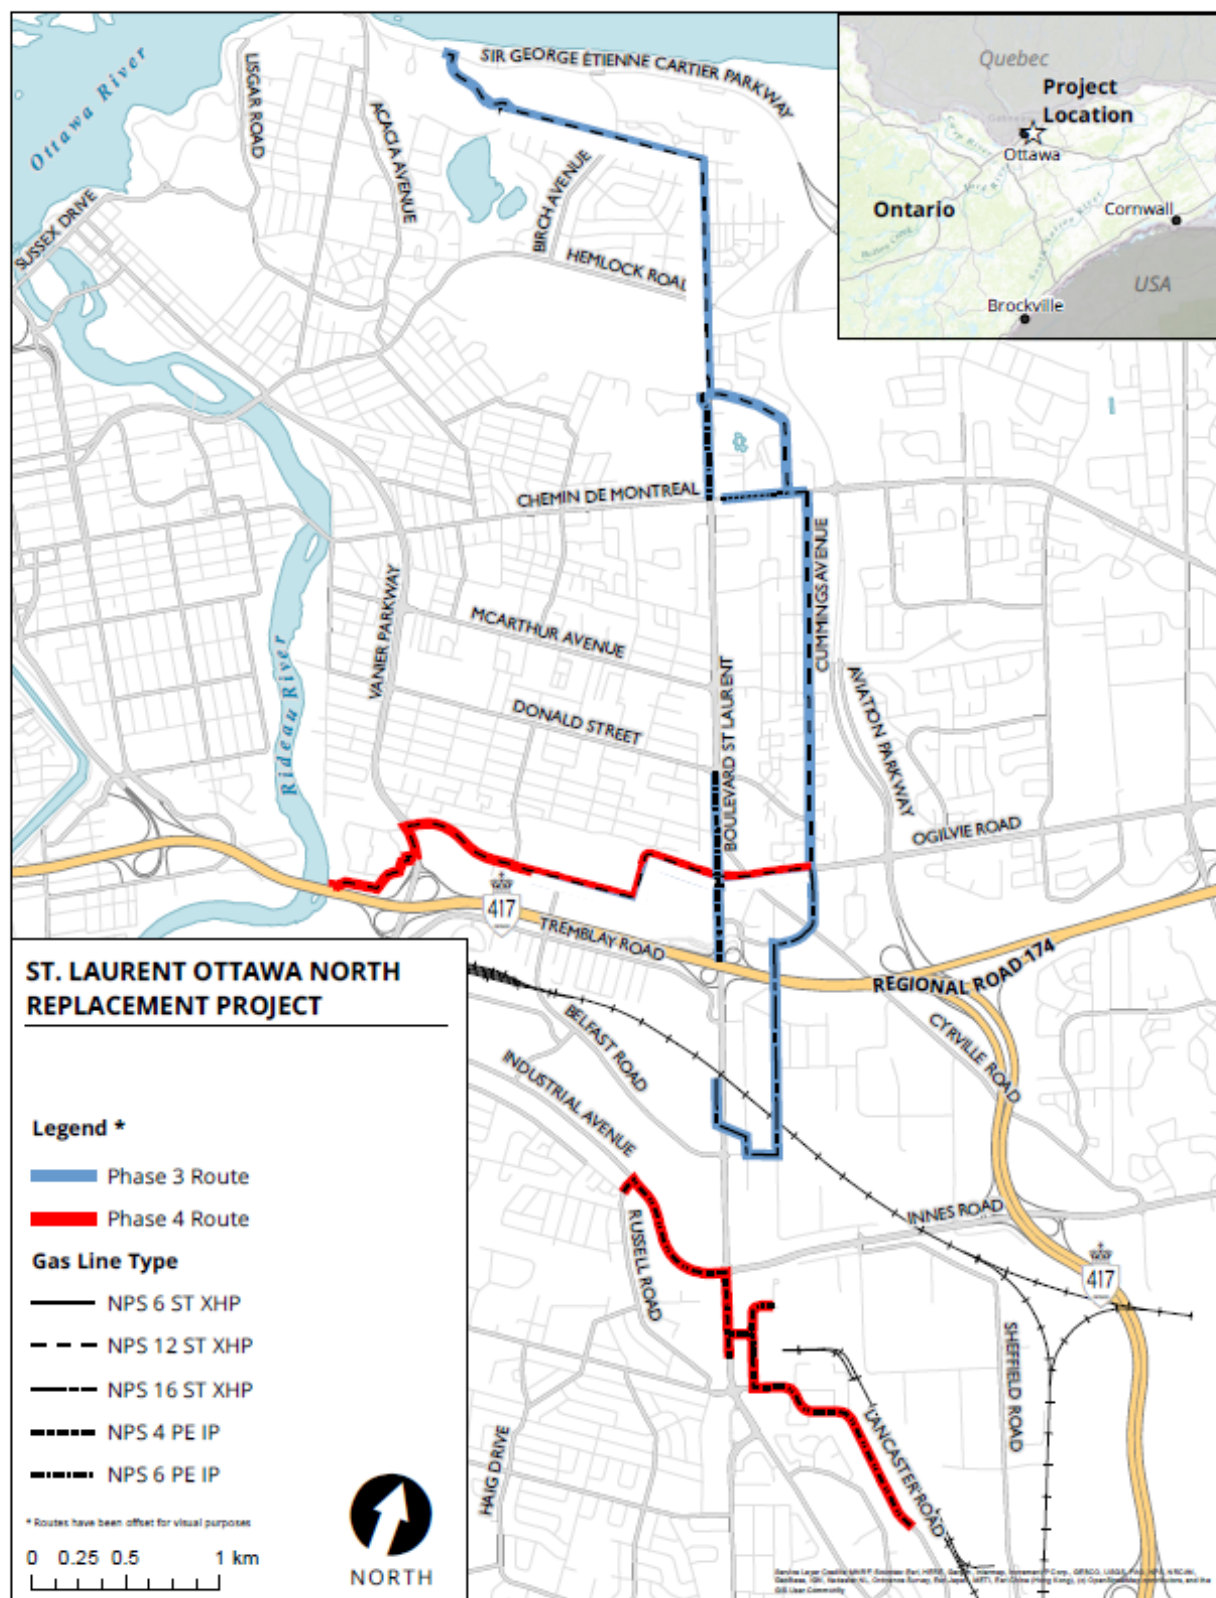 SIR GEORGE ÉTIENNE CARTIER PARKWAY
Quebec
Project
Location
Ottawa
Ontario
Cornwall
USA
Brockville
Ottawa River
LISGAR ROAD
ACACIA AVENUE
BIRCH AVENUE
HEMLOCK ROAD
SUSSEX DRIVE
CHEMIN DE MONTREAL
CUMMINGS AVENUE
VANIER PARKWAY
MCARTHUR AVENUE
DONALD STREET
BOULEVARD ST LAURENT
AVIATION PARKWAY
OGILVIE ROAD
Rideau River
417
TREMBLAY ROAD
REGIONAL ROAD 174
CYRVILLE ROAD
BELFAST ROAD
INDUSTRIAL AVENUE
RUSSELL ROAD
INNES ROAD
417
SHEFFIELD ROAD
LANCASTER ROAD
HAIG DRIVE
ST. LAURENT OTTAWA NORTH
REPLACEMENT PROJECT
Legend *
Phase 3 Route
Phase 4 Route
Gas Line Type
NPS 6 ST XHP
NPS 12 ST XHP
NPS 16 ST XHP
NPS 4 PE IP
NPS 6 PE IP
* Routes have been offset for visual purposes
0 0.25 0.5 1 km
NORTH
GIS User Community